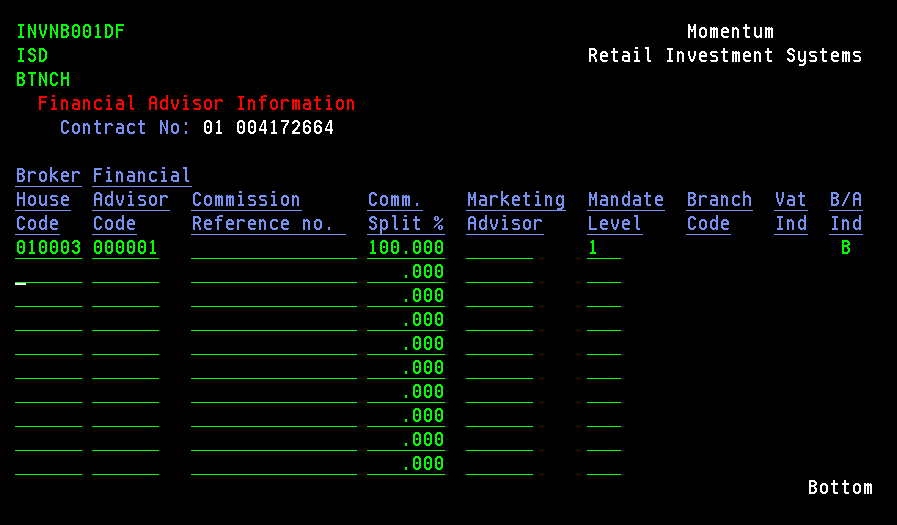 INVNB001DF Momentum
ISD Retail Investment Systems
BTNCH
Financial Advisor Information
Contract No: 01 004172664
Broker Financial
House Advisor Commission Comm. Marketing Mandate Branch Vat B/A
Code Code Reference no. Split % Advisor Level Code Ind Ind
010003 000001 100.000 1 B
.000
.000
.000
.000
.000
.000
.000
.000
.000
Bottom